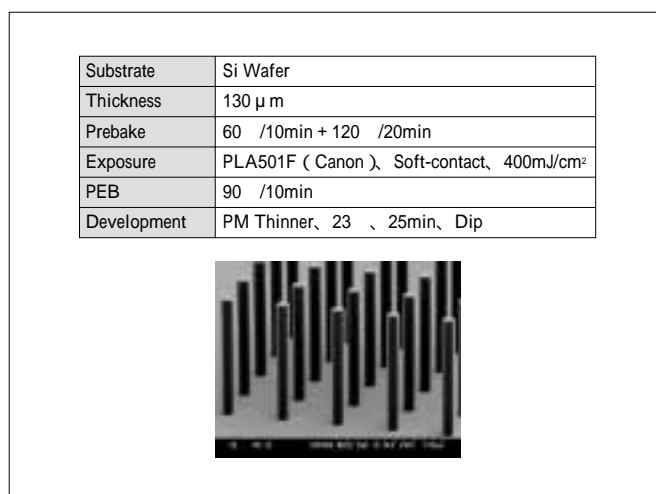 Substrate Si Wafer
Thickness 130 μm
Prebake 60 /10min + 120 /20min
Exposure PLA501F (Canon)、Soft-contact、400mJ/cm²
PEB 90 /10min
Development PM Thinner、23 、25min、Dip